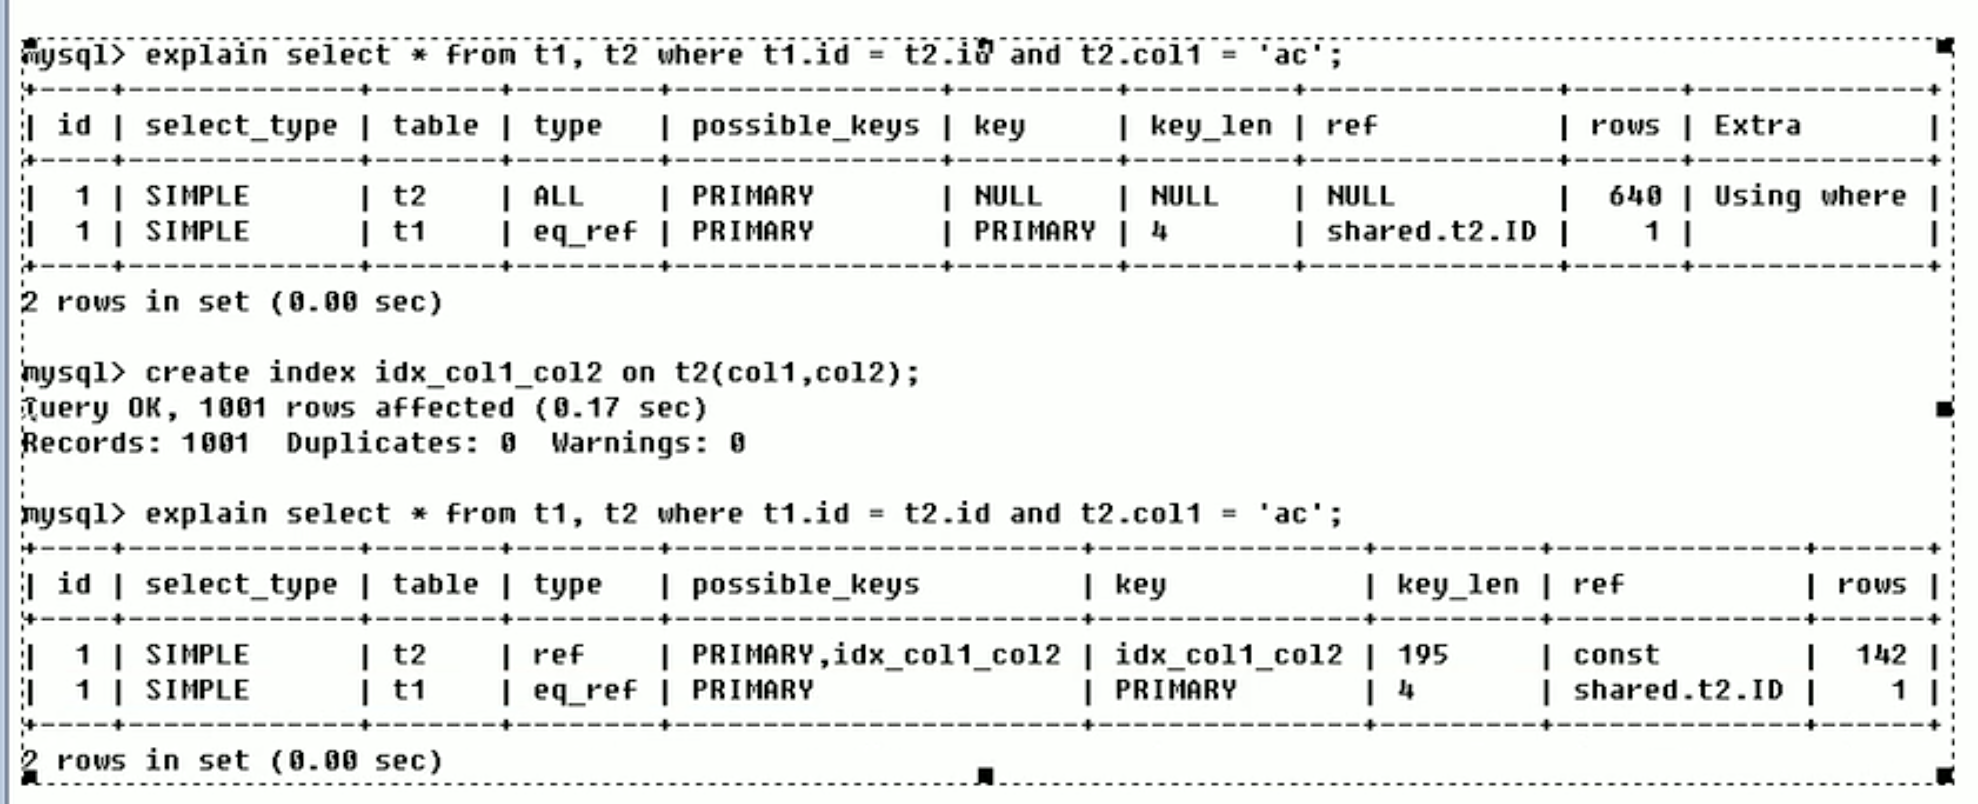 mysql> explain select * from t1, t2 where t1.id = t2.id and t2.col1 = 'ac';
+----+-------------+-------+--------+---------------+---------+---------+--------------+------+-------------+
| id | select_type | table | type   | possible_keys | key     | key_len | ref          | rows | Extra       |
+----+-------------+-------+--------+---------------+---------+---------+--------------+------+-------------+
|  1 | SIMPLE      | t2    | ALL    | PRIMARY       | NULL    | NULL    | NULL         |  640 | Using where |
|  1 | SIMPLE      | t1    | eq_ref | PRIMARY       | PRIMARY | 4       | shared.t2.ID |    1 |             |
+----+-------------+-------+--------+---------------+---------+---------+--------------+------+-------------+
2 rows in set (0.00 sec)
mysql> create index idx_col1_col2 on t2(col1,col2);
Query OK, 1001 rows affected (0.17 sec)
Records: 1001  Duplicates: 0  Warnings: 0
mysql> explain select * from t1, t2 where t1.id = t2.id and t2.col1 = 'ac';
+----+-------------+-------+--------+-----------------------+---------------+---------+--------------+------+
| id | select_type | table | type   | possible_keys         | key           | key_len | ref          | rows |
+----+-------------+-------+--------+-----------------------+---------------+---------+--------------+------+
|  1 | SIMPLE      | t2    | ref    | PRIMARY,idx_col1_col2 | idx_col1_col2 | 195     | const        |  142 |
|  1 | SIMPLE      | t1    | eq_ref | PRIMARY               | PRIMARY       | 4       | shared.t2.ID |    1 |
+----+-------------+-------+--------+-----------------------+---------------+---------+--------------+------+
2 rows in set (0.00 sec)